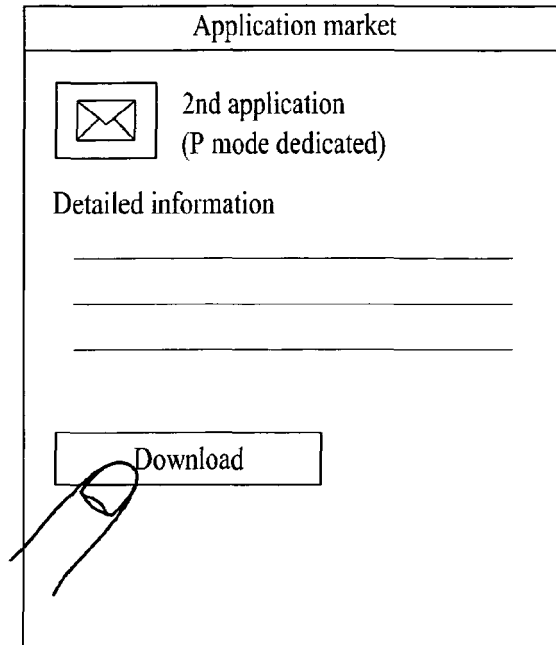 Application market
2nd application
(P mode dedicated)
Detailed information
Download